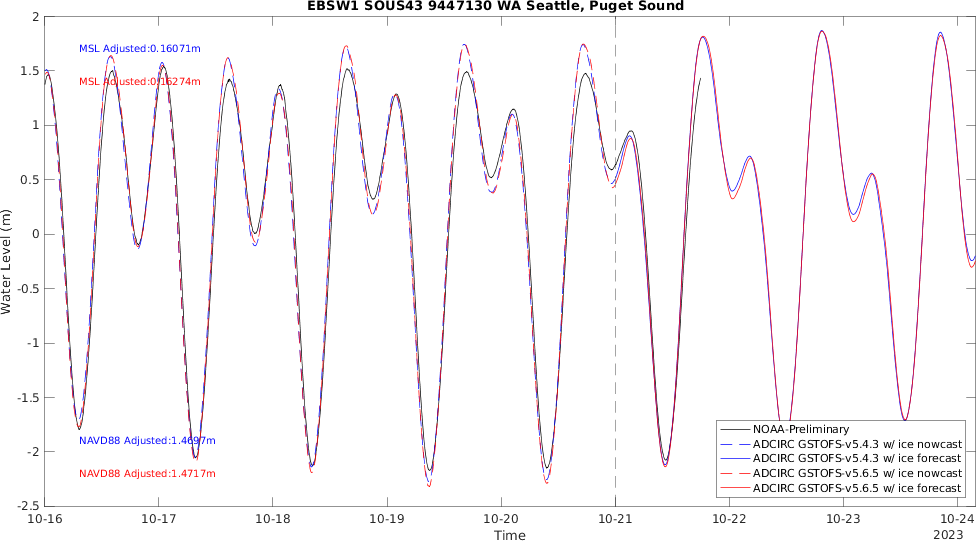 EBSW1 SOUS43 9447130 WA Seattle, Puget Sound
2
1.5
1
0.5
0
-0.5
-1
-1.5
-2
-2.5
Water Level (m)
MSL Adjusted:0.16071m
MSL Adjusted:0.16274m
NAVD88 Adjusted:1.4697m
NAVD88 Adjusted:1.4717m
NOAA-Preliminary
ADCIRC GSTOFS-v5.4.3 w/ ice nowcast
ADCIRC GSTOFS-v5.4.3 w/ ice forecast
ADCIRC GSTOFS-v5.6.5 w/ ice nowcast
ADCIRC GSTOFS-v5.6.5 w/ ice forecast
10-16 10-17 10-18 10-19 10-20 10-21 10-22 10-23 10-24
Time
2023